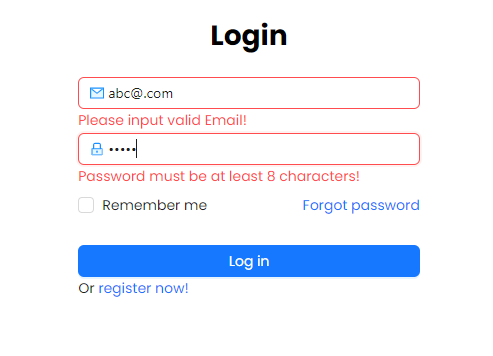 Login
abc@.com
Please input valid Email!
•••••
Password must be at least 8 characters!
Remember me Forgot password
Log in
Or register now!